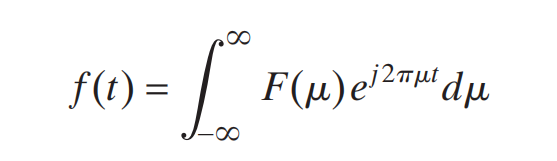 f(t) = ∫_{-∞}^{∞} F(μ) e^{j2πμt} dμ